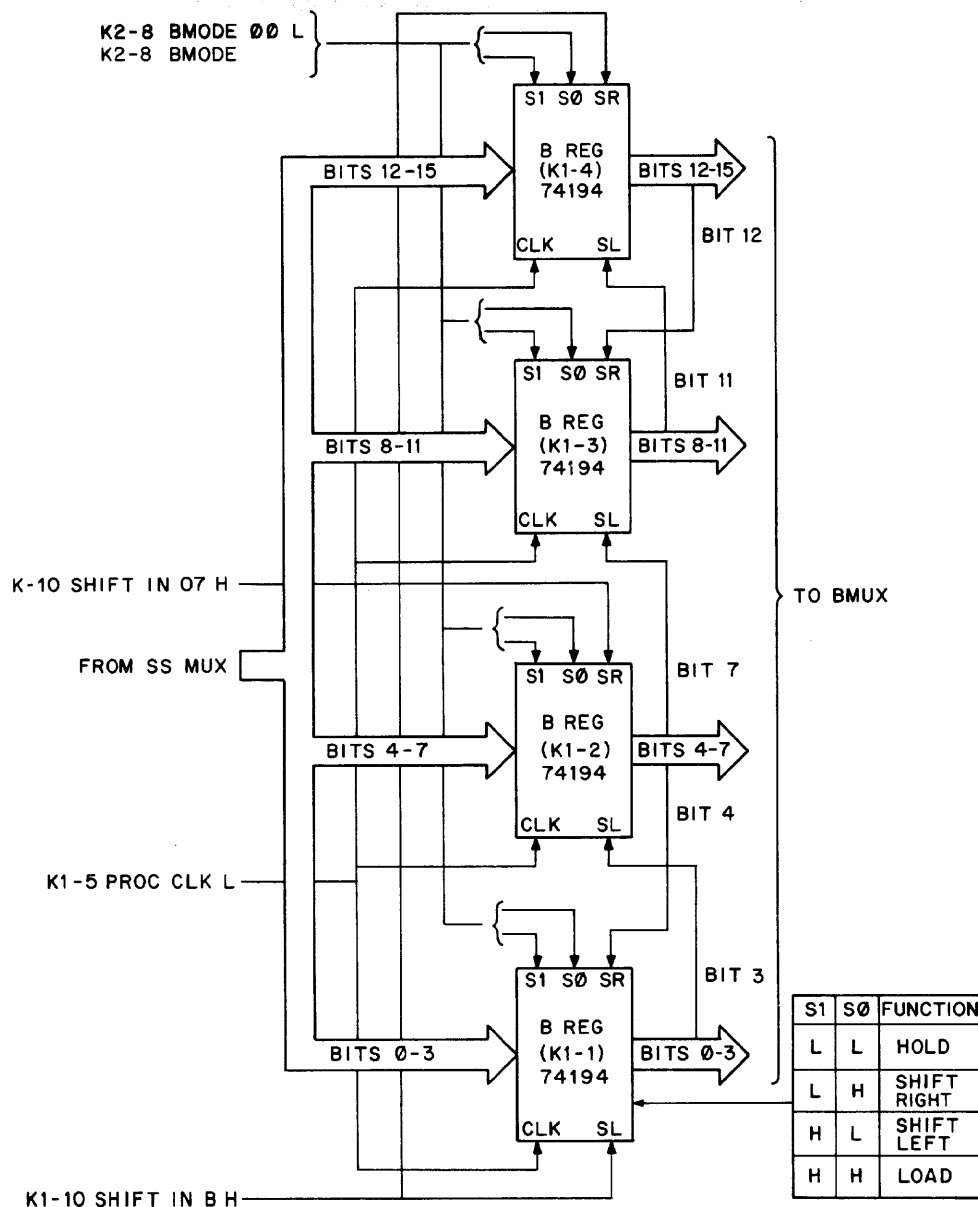 K2-8 BMODE ØØ L
K2-8 BMODE
S1 SØ SR
B REG
(K1-4)
74194
CLK SL
BITS 12-15
BITS 12-15
BIT 12
S1 SØ SR
B REG
(K1-3)
74194
CLK SL
BIT 11
BITS 8-11
BITS 8-11
K-10 SHIFT IN 07 H
TO BMUX
FROM SS MUX
S1 SØ SR
B REG
(K1-2)
74194
CLK SL
BIT 7
BITS 4-7
BITS 4-7
BIT 4
K1-5 PROC CLK L
S1 SØ SR
B REG
(K1-1)
74194
CLK SL
BIT 3
BITS Ø-3
BITS Ø-3
K1-10 SHIFT IN B H
S1 SØ FUNCTION
L L HOLD
L H SHIFT RIGHT
H L SHIFT LEFT
H H LOAD